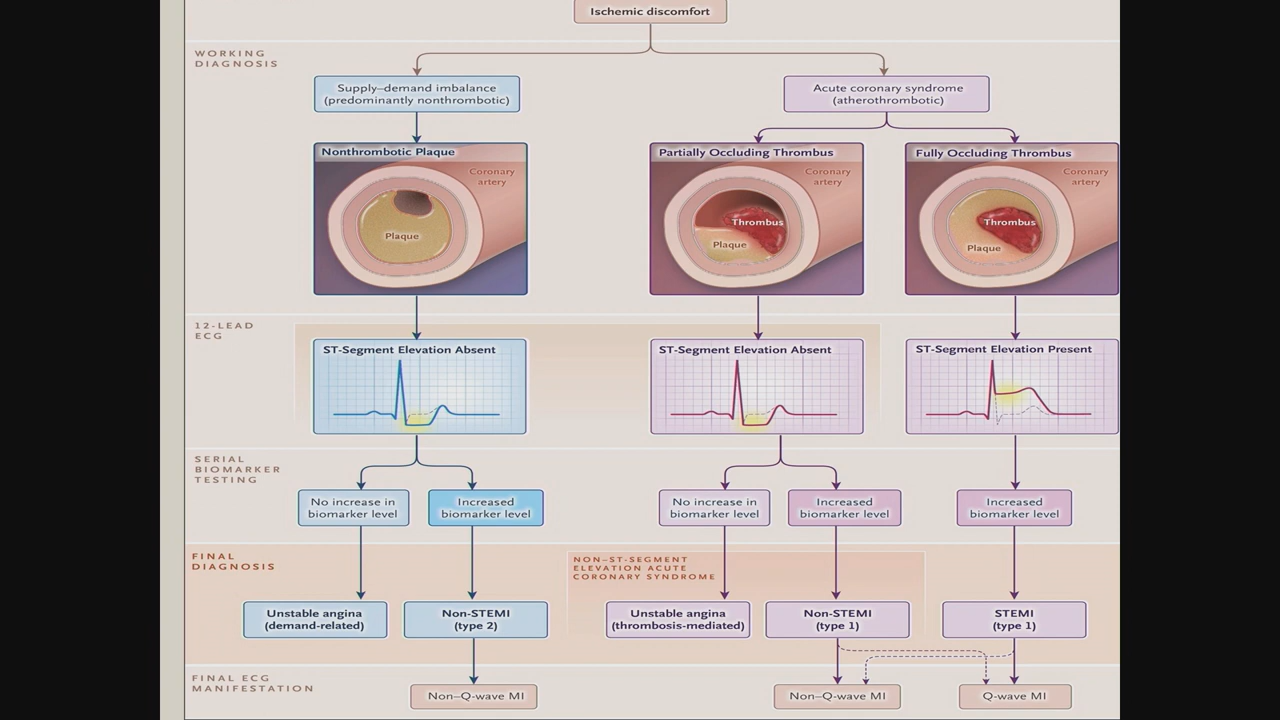 Ischemic discomfort
WORKING
DIAGNOSIS
Supply–demand imbalance
(predominantly nonthrombotic)
Acute coronary syndrome
(atherothrombotic)
Nonthrombotic Plaque
Coronary
artery
Plaque
Partially Occluding Thrombus
Coronary
artery
Thrombus
Plaque
Fully Occluding Thrombus
Coronary
artery
Thrombus
Plaque
12-LEAD
ECG
ST-Segment Elevation Absent
ST-Segment Elevation Absent
ST-Segment Elevation Present
SERIAL
BIOMARKER
TESTING
No increase in
biomarker level
Increased
biomarker level
No increase in
biomarker level
Increased
biomarker level
Increased
biomarker level
FINAL
DIAGNOSIS
NON–ST-SEGMENT
ELEVATION ACUTE
CORONARY SYNDROME
Unstable angina
(demand-related)
Non-STEMI
(type 2)
Unstable angina
(thrombosis-mediated)
Non-STEMI
(type 1)
STEMI
(type 1)
FINAL ECG
MANIFESTATION
Non–Q-wave MI
Non–Q-wave MI
Q-wave MI